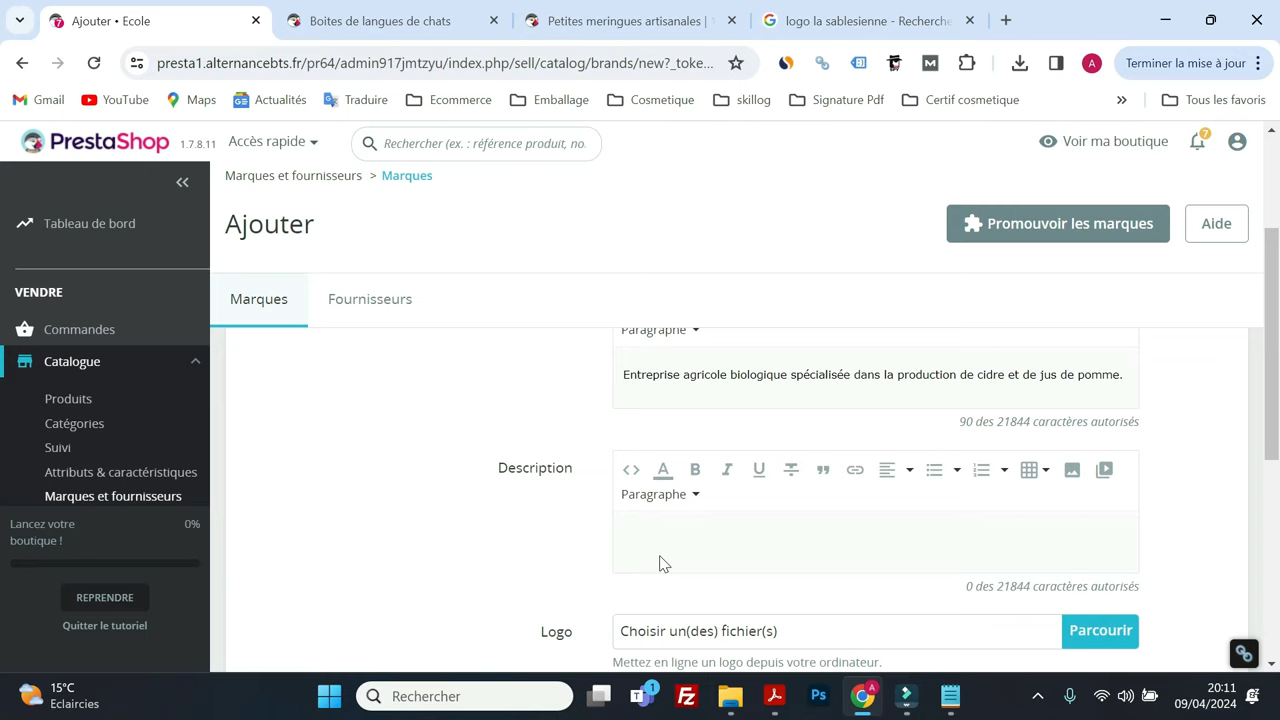 Ajouter • Ecole
Boites de langues de chats
Petites meringues artisanales |
logo la sablesienne - Recherche
presta1.alternancebts.fr/pr64/admin917jmtzyu/index.php/sell/catalog/brands/new?_toke...
A
Terminer la mise à jour
Gmail
YouTube
Maps
Actualités
Traduire
Ecommerce
Emballage
Cosmetique
skillog
Signature Pdf
Certif cosmetique
»
Tous les favoris
PrestaShop
1.7.8.11
Accès rapide
Rechercher (ex. : référence produit, no.
Voir ma boutique
7
Marques et fournisseurs > Marques
Ajouter
Promouvoir les marques
Aide
Tableau de bord
Marques
Fournisseurs
VENDRE
Commandes
Catalogue
Produits
Catégories
Suivi
Attributs & caractéristiques
Marques et fournisseurs
Lancez votre boutique !
0%
REPRENDRE
Quitter le tutoriel
Paragraphe
Entreprise agricole biologique spécialisée dans la production de cidre et de jus de pomme.
90 des 21844 caractères autorisés
Description
Paragraphe
0 des 21844 caractères autorisés
Logo
Choisir un(des) fichier(s)
Parcourir
Mettez en ligne un logo depuis votre ordinateur.
15°C
Eclaircies
Rechercher
1
20:11
09/04/2024